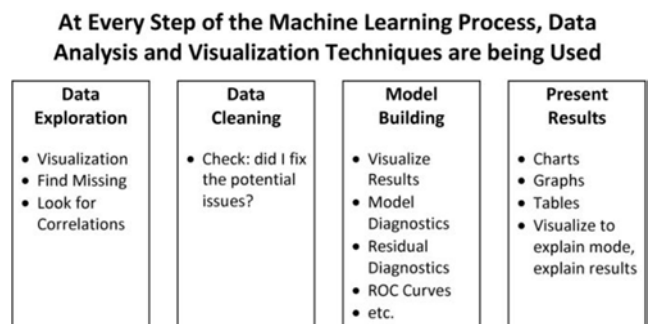 At Every Step of the Machine Learning Process, Data
Analysis and Visualization Techniques are being Used
Data
Exploration
• Visualization
• Find Missing
• Look for
Correlations
Data
Cleaning
• Check: did I fix
the potential
issues?
Model
Building
• Visualize
Results
• Model
Diagnostics
• Residual
Diagnostics
• ROC Curves
• etc.
Present
Results
• Charts
• Graphs
• Tables
• Visualize to
explain mode,
explain results